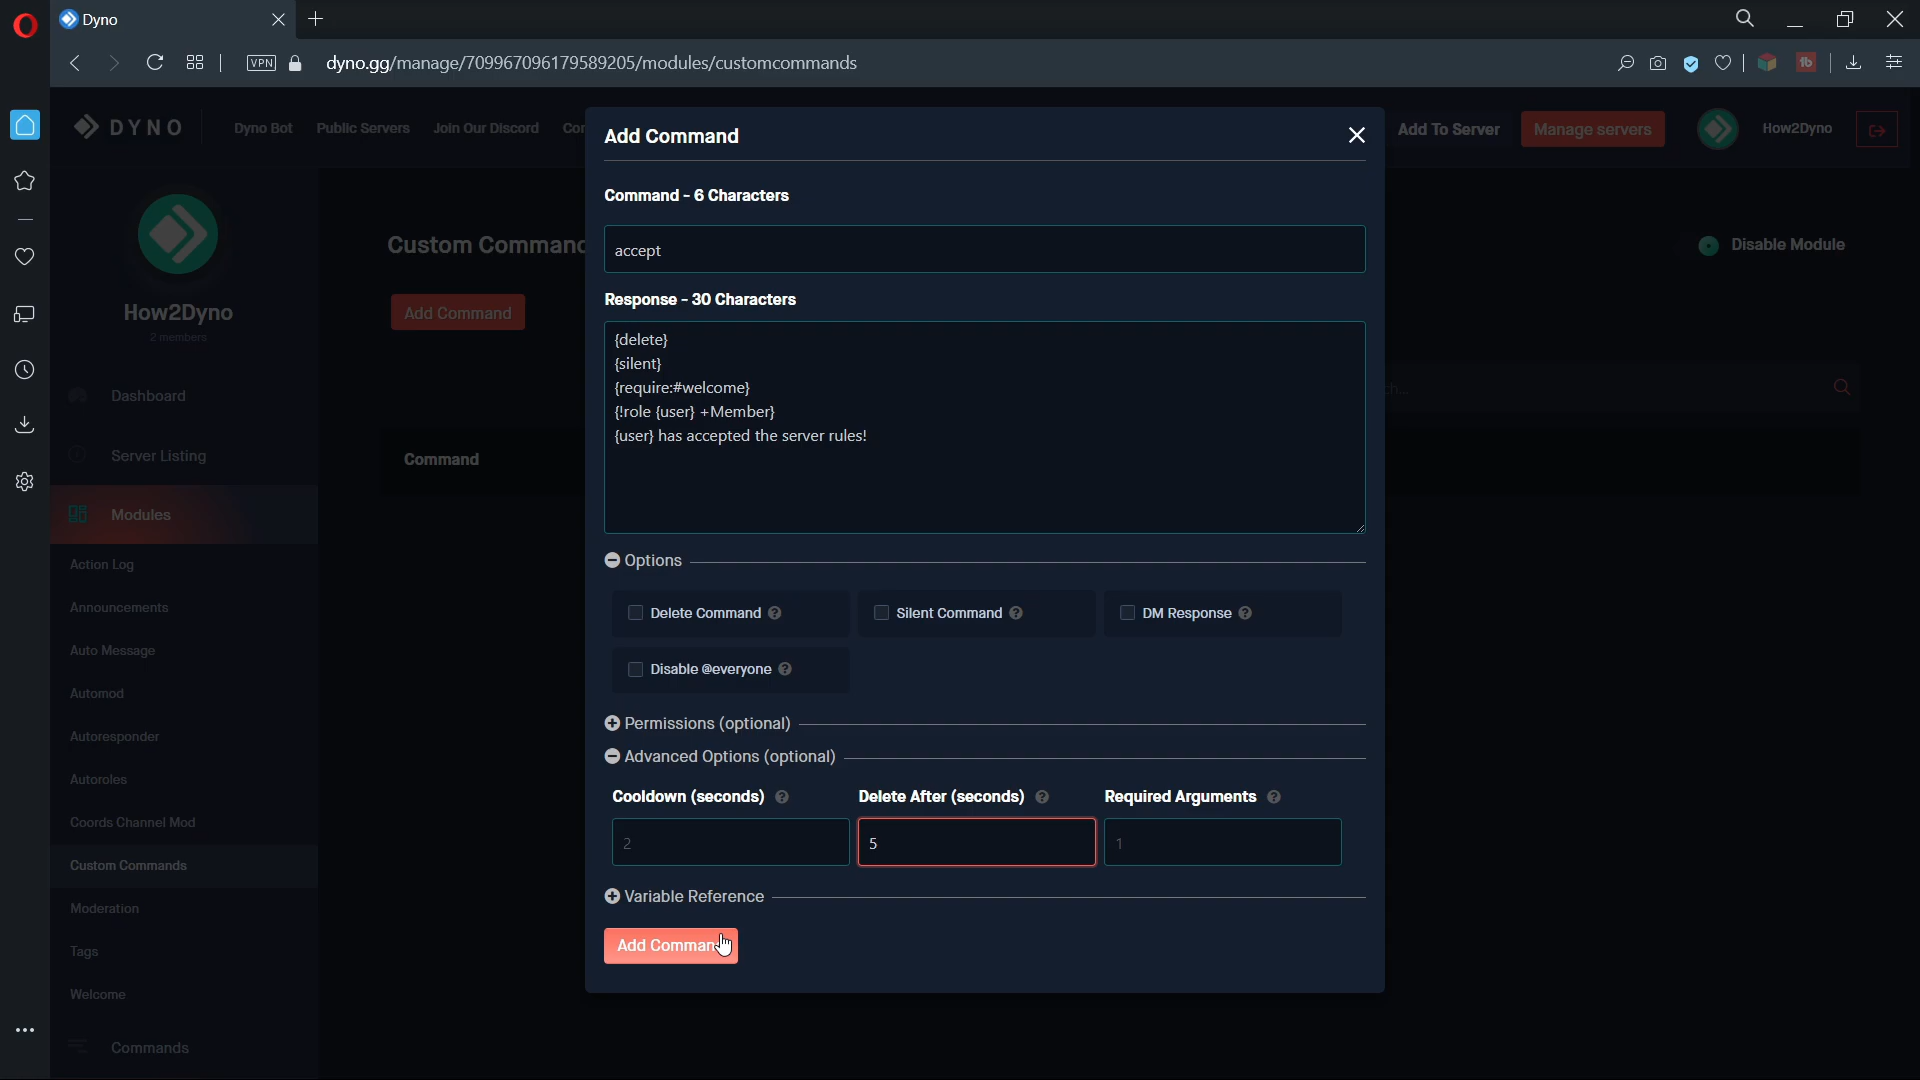 Dyno
VPN
dyno.gg/manage/709967096179589205/modules/customcommands
DYNO
Dyno Bot Public Servers Join Our Discord
Add To Server Manage servers How2Dyno
Add Command
Command - 6 Characters
accept
Response - 30 Characters
{delete}
{silent}
{require:#welcome}
{!role {user} +Member}
{user} has accepted the server rules!
Options
Delete Command
Silent Command
DM Response
Disable @everyone
Permissions (optional)
Advanced Options (optional)
Cooldown (seconds) Delete After (seconds) Required Arguments
2 5 1
Variable Reference
Add Comman
How2Dyno
2 members
Dashboard
Server Listing
Modules
Action Log
Announcements
Auto Message
Automod
Autoresponder
Autoroles
Coords Channel Mod
Custom Commands
Moderation
Tags
Welcome
Commands
Custom Command
Disable Module
Add Command
Command